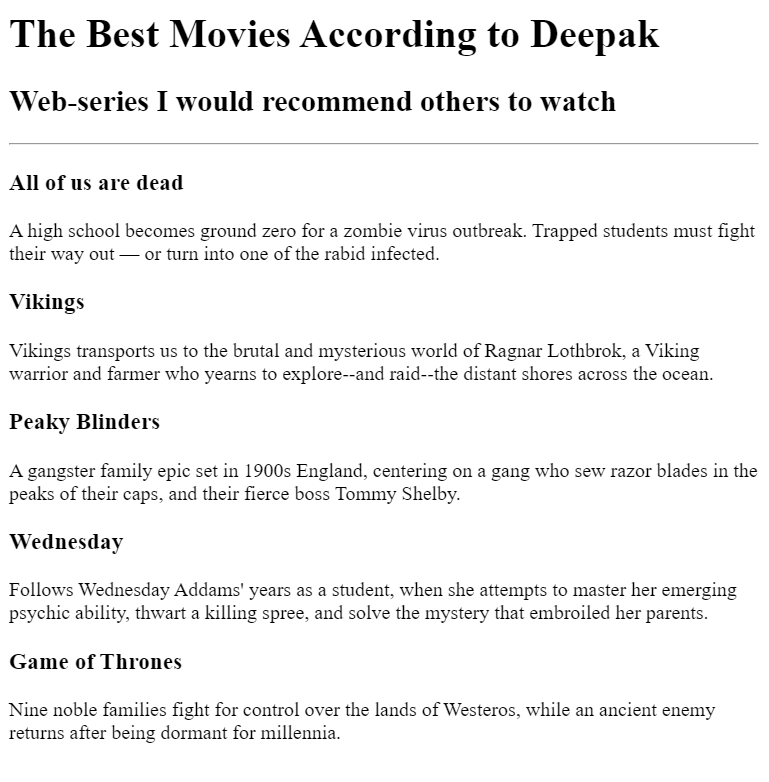 The Best Movies According to Deepak
Web-series I would recommend others to watch
All of us are dead
A high school becomes ground zero for a zombie virus outbreak. Trapped students must fight
their way out — or turn into one of the rabid infected.
Vikings
Vikings transports us to the brutal and mysterious world of Ragnar Lothbrok, a Viking
warrior and farmer who yearns to explore--and raid--the distant shores across the ocean.
Peaky Blinders
A gangster family epic set in 1900s England, centering on a gang who sew razor blades in the
peaks of their caps, and their fierce boss Tommy Shelby.
Wednesday
Follows Wednesday Addams' years as a student, when she attempts to master her emerging
psychic ability, thwart a killing spree, and solve the mystery that embroiled her parents.
Game of Thrones
Nine noble families fight for control over the lands of Westeros, while an ancient enemy
returns after being dormant for millennia.